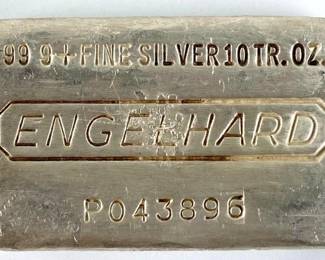 999+FINE SILVER 10 TR. OZ.
ENGELHARD
P043896